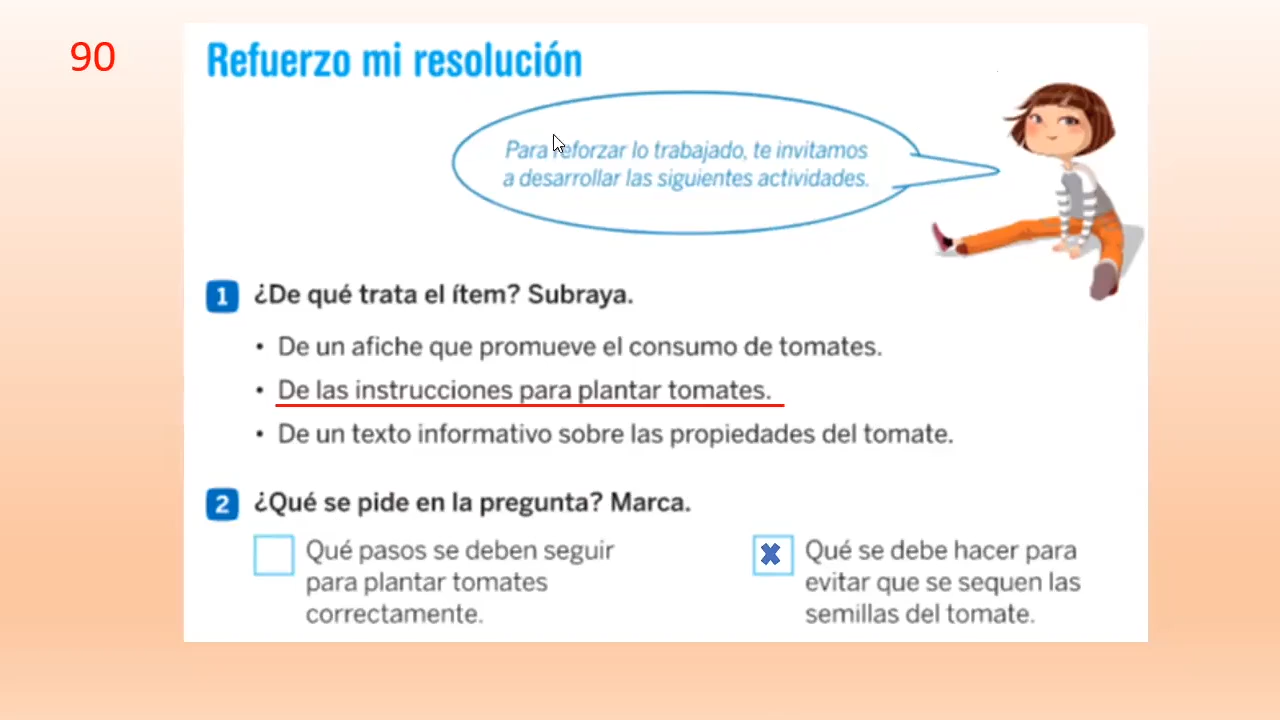 90
Refuerzo mi resolución
Para reforzar lo trabajado, te invitamos
a desarrollar las siguientes actividades.
1 ¿De qué trata el ítem? Subraya.
• De un afiche que promueve el consumo de tomates.
• De las instrucciones para plantar tomates.
• De un texto informativo sobre las propiedades del tomate.
2 ¿Qué se pide en la pregunta? Marca.
Qué pasos se deben seguir
para plantar tomates
correctamente.
Qué se debe hacer para
evitar que se sequen las
semillas del tomate.